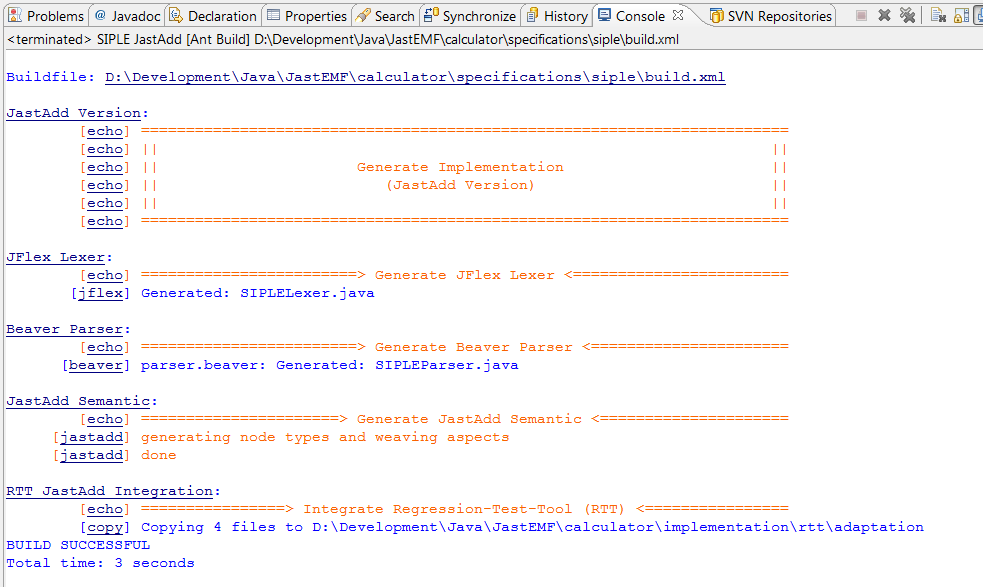 Problems @ Javadoc Declaration Properties Search Synchronize History Console SVN Repositories
<terminated> SIPLE JastAdd [Ant Build] D:\Development\Java\JastEMF\calculator\specifications\siple\build.xml
Buildfile: D:\Development\Java\JastEMF\calculator\specifications\siple\build.xml
JastAdd Version:
[echo] ========================================================================
[echo] || ||
[echo] || Generate Implementation ||
[echo] || (JastAdd Version) ||
[echo] || ||
[echo] ========================================================================
JFlex Lexer:
[echo] ========================> Generate JFlex Lexer <========================
[jflex] Generated: SIPLELexer.java
Beaver Parser:
[echo] ========================> Generate Beaver Parser <======================
[beaver] parser.beaver: Generated: SIPLEParser.java
JastAdd Semantic:
[echo] ======================> Generate JastAdd Semantic <=====================
[jastadd] generating node types and weaving aspects
[jastadd] done
RTT JastAdd Integration:
[echo] ================> Integrate Regression-Test-Tool (RTT) <================
[copy] Copying 4 files to D:\Development\Java\JastEMF\calculator\implementation\rtt\adaptation
BUILD SUCCESSFUL
Total time: 3 seconds